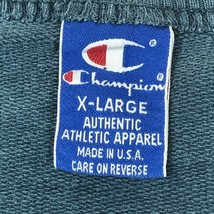 ®
Champion®
X-LARGE
AUTHENTIC
ATHLETIC APPAREL
MADE IN U.S.A.
CARE ON REVERSE